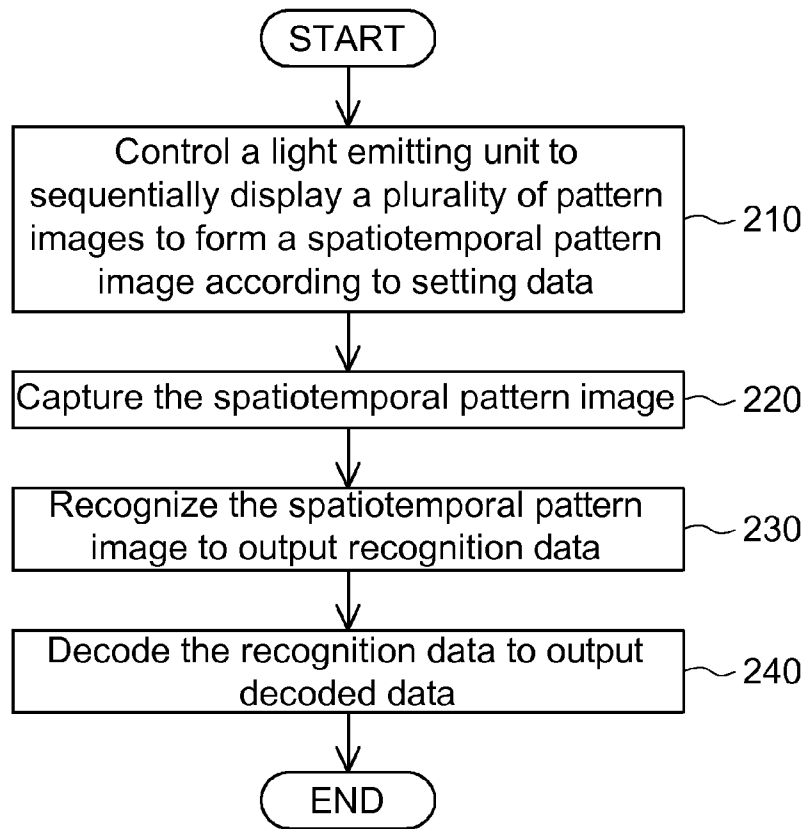 START
Control a light emitting unit to
sequentially display a plurality of pattern
images to form a spatiotemporal pattern
image according to setting data
210
Capture the spatiotemporal pattern image
220
Recognize the spatiotemporal pattern
image to output recognition data
230
Decode the recognition data to output
decoded data
240
END